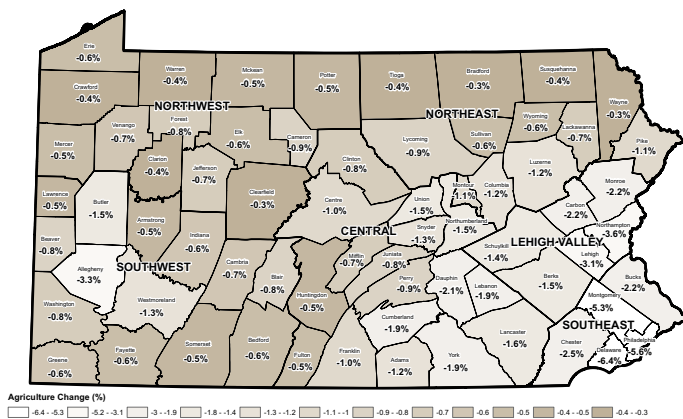 Erie
-0.6%
Crawford
-0.4%
Warren
-0.4%
Mckean
-0.5%
Potter
-0.5%
Tioga
-0.4%
Bradford
-0.3%
Susquehanna
-0.4%
Wayne
-0.3%
NORTHWEST
NORTHEAST
Mercer
-0.5%
Venango
-0.7%
Forest
-0.8%
Elk
-0.6%
Cameron
-0.9%
Clarion
-0.4%
Jefferson
-0.7%
Clinton
-0.8%
Lycoming
-0.9%
Sullivan
-0.6%
Wyoming
-0.6%
Lackawanna
-0.7%
Pike
-1.1%
Lawrence
-0.5%
Butler
-1.5%
Armstrong
-0.5%
Clearfield
-0.3%
Centre
-1.0%
Union
-1.5%
Montour
-1.1%
Columbia
-1.2%
Luzerne
-1.2%
Monroe
-2.2%
Carbon
-2.2%
Northampton
-3.6%
Beaver
-0.8%
Allegheny
-3.3%
SOUTHWEST
Indiana
-0.6%
Cambria
-0.7%
Blair
-0.8%
CENTRAL
Snyder
-1.3%
Northumberland
-1.5%
Schuylkill
-1.4%
LEHIGH VALLEY
Lehigh
-3.1%
Bucks
-2.2%
Mifflin
-0.7%
Juniata
-0.8%
Perry
-0.9%
Dauphin
-2.1%
Lebanon
-1.9%
Berks
-1.5%
Montgomery
-5.3%
SOUTHEAST
Philadelphia
-5.6%
Delaware
-6.4%
Chester
-2.5%
Washington
-0.8%
Westmoreland
-1.3%
Huntingdon
-0.5%
Cumberland
-1.9%
Lancaster
-1.6%
Greene
-0.6%
Fayette
-0.6%
Somerset
-0.5%
Bedford
-0.6%
Fulton
-0.5%
Franklin
-1.0%
Adams
-1.2%
York
-1.9%
Agriculture Change (%)
-6.4 - -5.3 -5.2 - -3.1 -3 - -1.9 -1.8 - -1.4 -1.3 - -1.2 -1.1 - -1 -0.9 - -0.8 -0.7 -0.6 -0.5 -0.4 - -0.5 -0.4 - -0.3